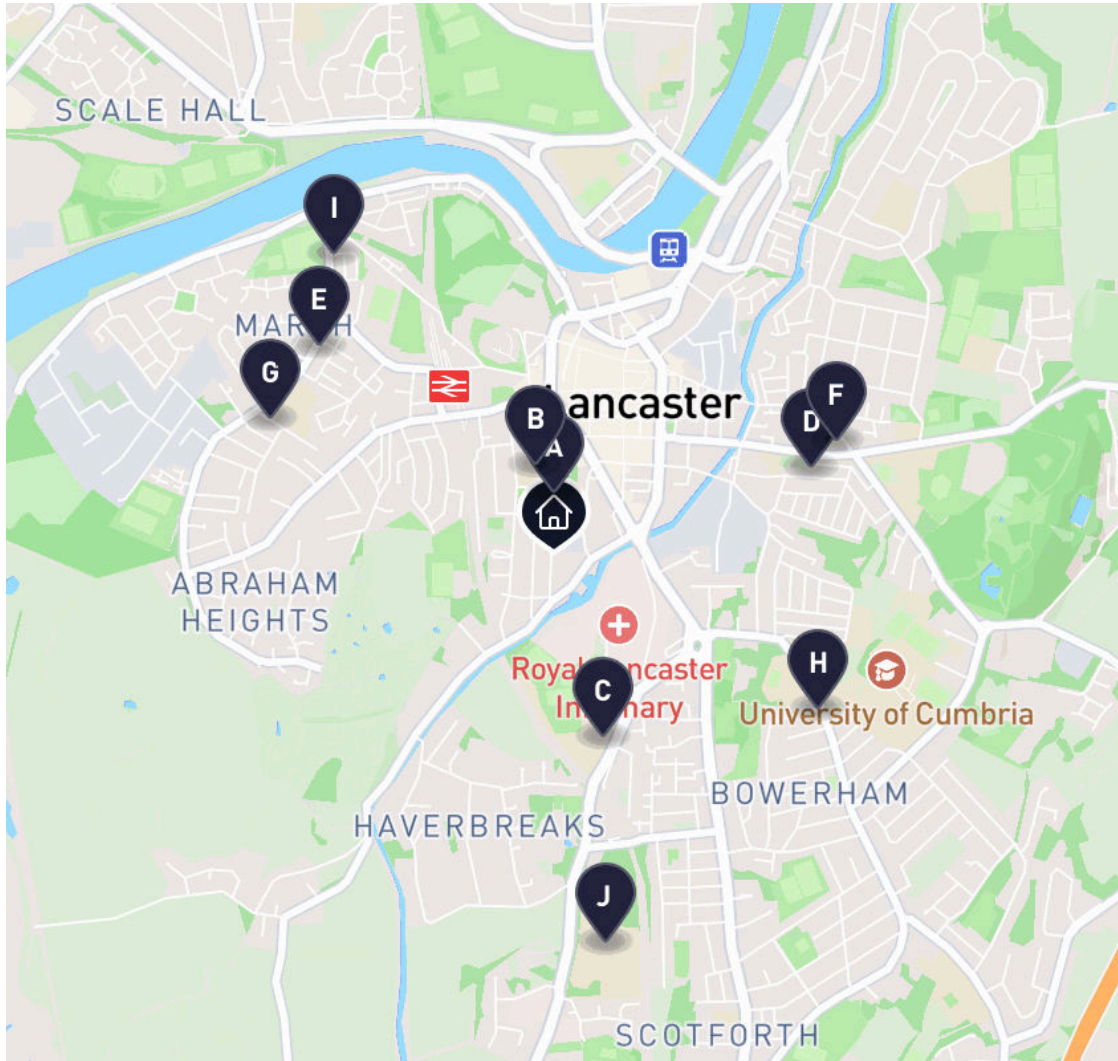 SCALE HALL
I
E
MARSH
G
B
Lancaster
A
F
D
ABRAHAM
HEIGHTS
Royal Lancaster
Infirmary
C
H
University of Cumbria
BOWERHAM
HAVERBREAKS
J
SCOTFORTH